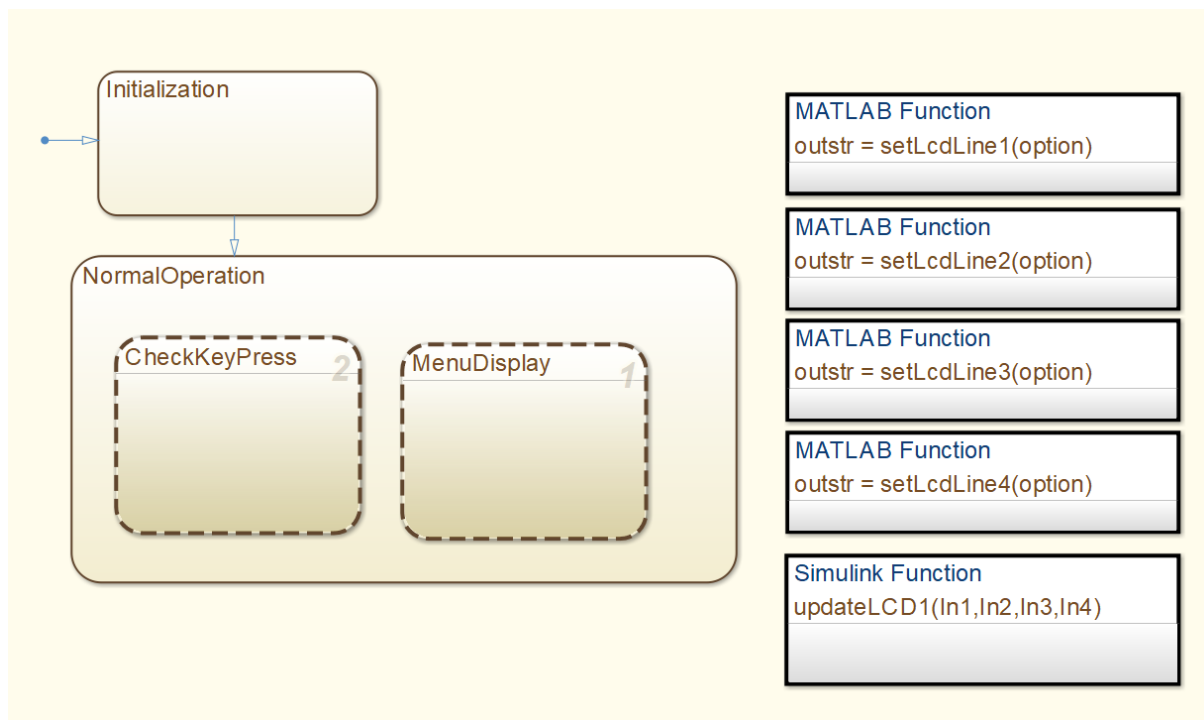 Initialization
NormalOperation
CheckKeyPress
2
MenuDisplay
1
MATLAB Function
outstr = setLcdLine1(option)
MATLAB Function
outstr = setLcdLine2(option)
MATLAB Function
outstr = setLcdLine3(option)
MATLAB Function
outstr = setLcdLine4(option)
Simulink Function
updateLCD1(In1,In2,In3,In4)